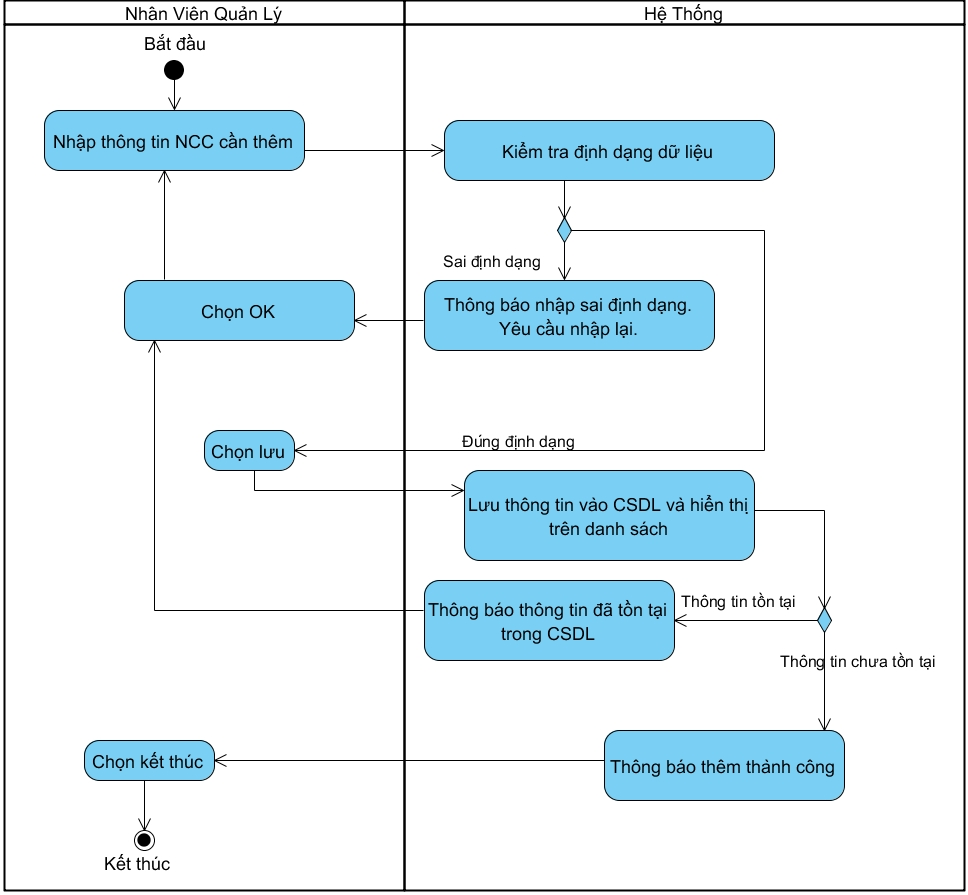 Nhân Viên Quản Lý
Hệ Thống
Bắt đầu
Nhập thông tin NCC cần thêm
Kiểm tra định dạng dữ liệu
Sai định dạng
Chọn OK
Thông báo nhập sai định dạng.
Yêu cầu nhập lại.
Đúng định dạng
Chọn lưu
Lưu thông tin vào CSDL và hiển thị
trên danh sách
Thông báo thông tin đã tồn tại
trong CSDL
Thông tin tồn tại
Thông tin chưa tồn tại
Chọn kết thúc
Thông báo thêm thành công
Kết thúc